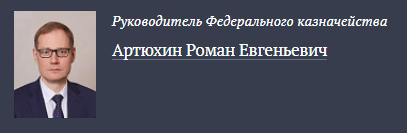 Руководитель Федерального казначейства
Артюхин Роман Евгеньевич